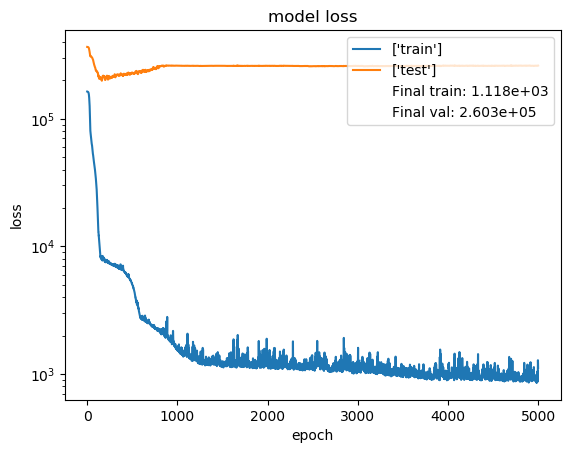 model loss
['train']
['test']
Final train: 1.118e+03
Final val: 2.603e+05
10^5
10^4
10^3
loss
0 1000 2000 3000 4000 5000
epoch